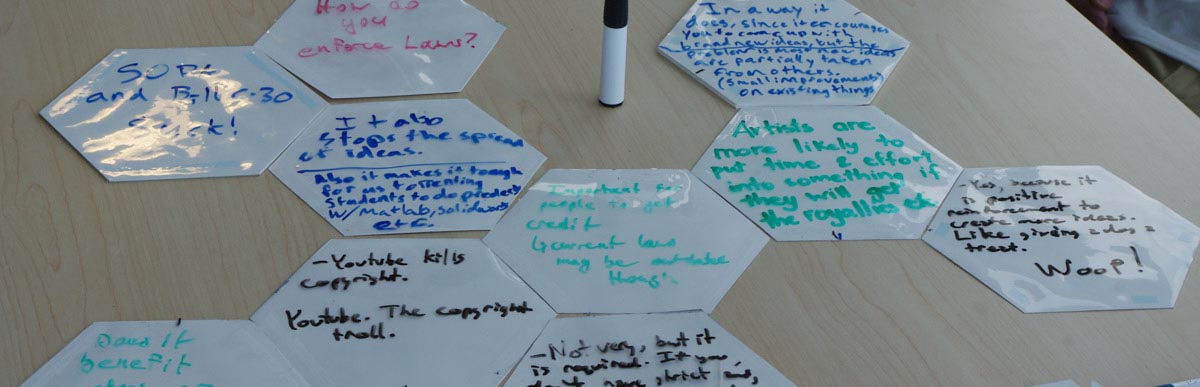 How do
you
enforce Laws?
SOPA
and Bill C-30
Suck!
It also
stops the spread
of ideas.
Also it makes it tough
for us
students to do projects
w/ Matlab, solidworks
etc.
In a way it
does, since it encourages
you to come up with
brand new ideas, but the
problem is most new ideas
are partially taken
from others.
(small improvements
on existing things
Artists are
more likely to
put time & effort
into something if
they will get
the royalties
- Yes, because it
is positive
reinforcement to
create more ideas.
Like giving a dog a
treat.
Woop!
Important for
people to get
credit
↳ current laws
may be
though.
- Youtube kills
copyright.
Youtube. The copyright
troll.
Does it
benefit
- Not very, but it
is required. If you
don't have strict